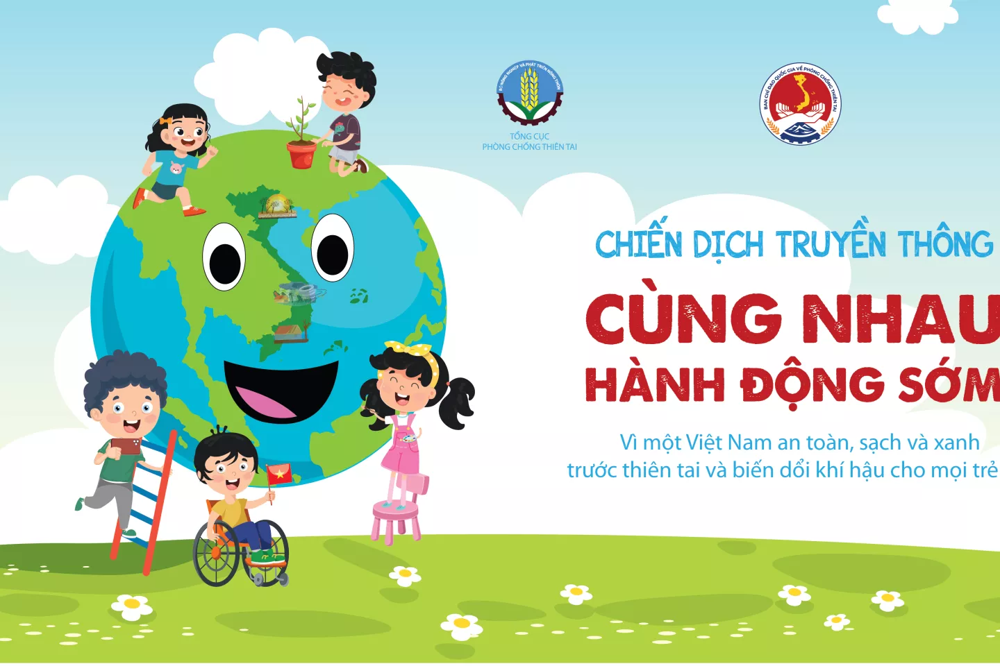 BỘ NÔNG NGHIỆP VÀ PHÁT TRIỂN NÔNG THÔN
TỔNG CỤC
PHÒNG CHỐNG THIÊN TAI
BAN CHỈ ĐẠO QUỐC GIA VỀ PHÒNG CHỐNG THIÊN TAI
CHIẾN DỊCH TRUYỀN THÔNG
CÙNG NHAU
HÀNH ĐỘNG SỚM
Vì một Việt Nam an toàn, sạch và xanh
trước thiên tai và biến dổi khí hậu cho mọi trẻ